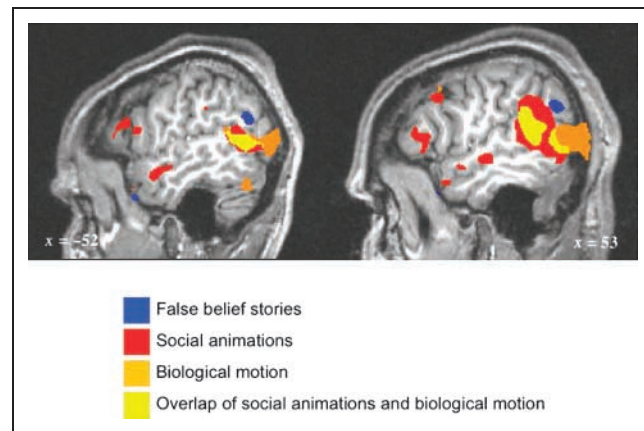 x = −52
x = 53
False belief stories
Social animations
Biological motion
Overlap of social animations and biological motion